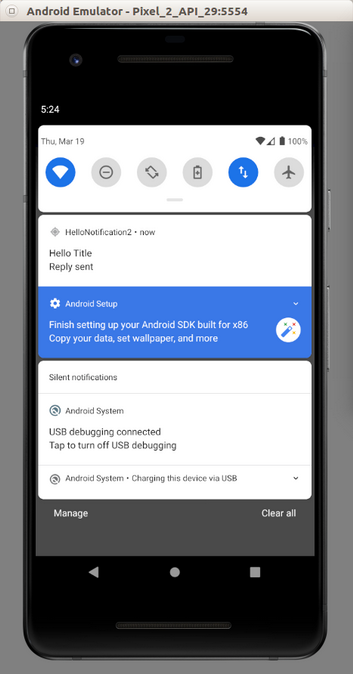 Android Emulator - Pixel_2_API_29:5554
5:24
Thu, Mar 19
100%
HelloNotification2 • now
Hello Title
Reply sent
Android Setup
Finish setting up your Android SDK built for x86
Copy your data, set wallpaper, and more
Silent notifications
Android System
USB debugging connected
Tap to turn off USB debugging
Android System • Charging this device via USB
Manage
Clear all